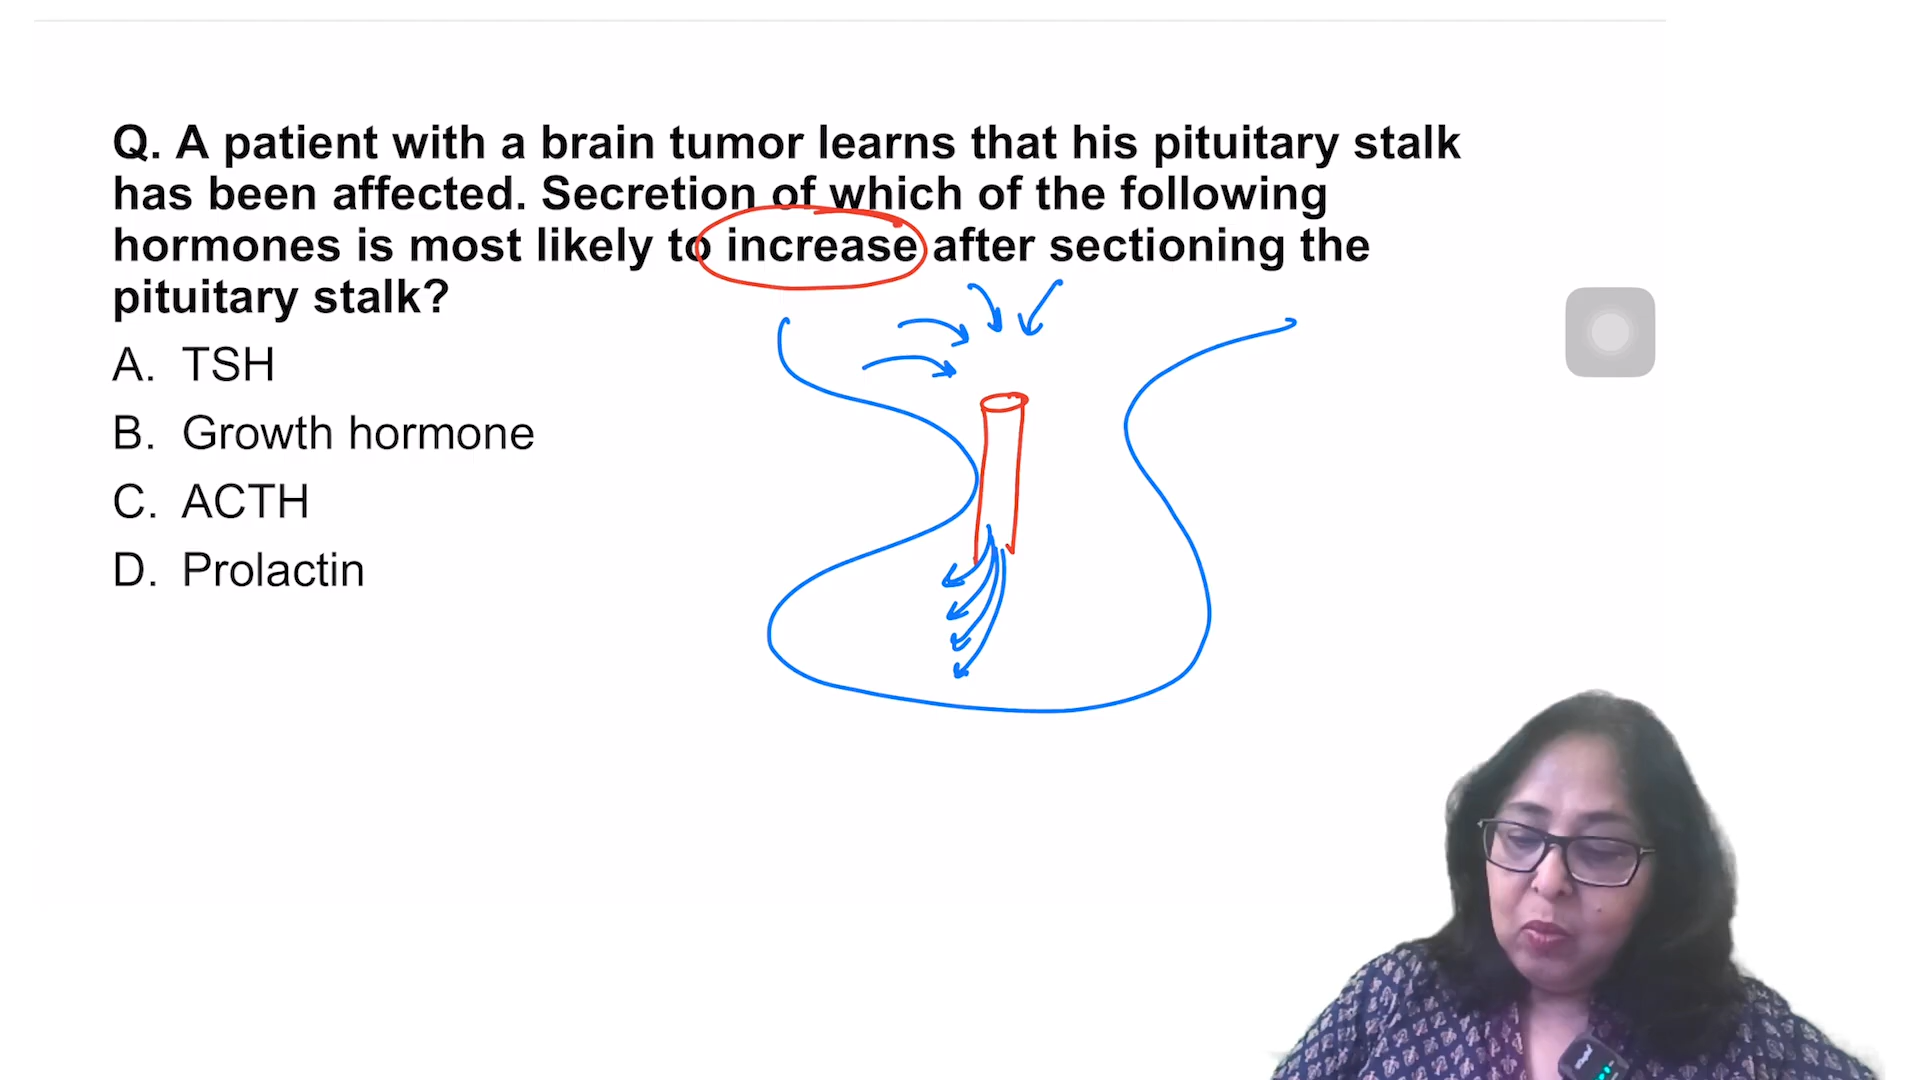 Q. A patient with a brain tumor learns that his pituitary stalk
has been affected. Secretion of which of the following
hormones is most likely to increase after sectioning the
pituitary stalk?
A. TSH
B. Growth hormone
C. ACTH
D. Prolactin